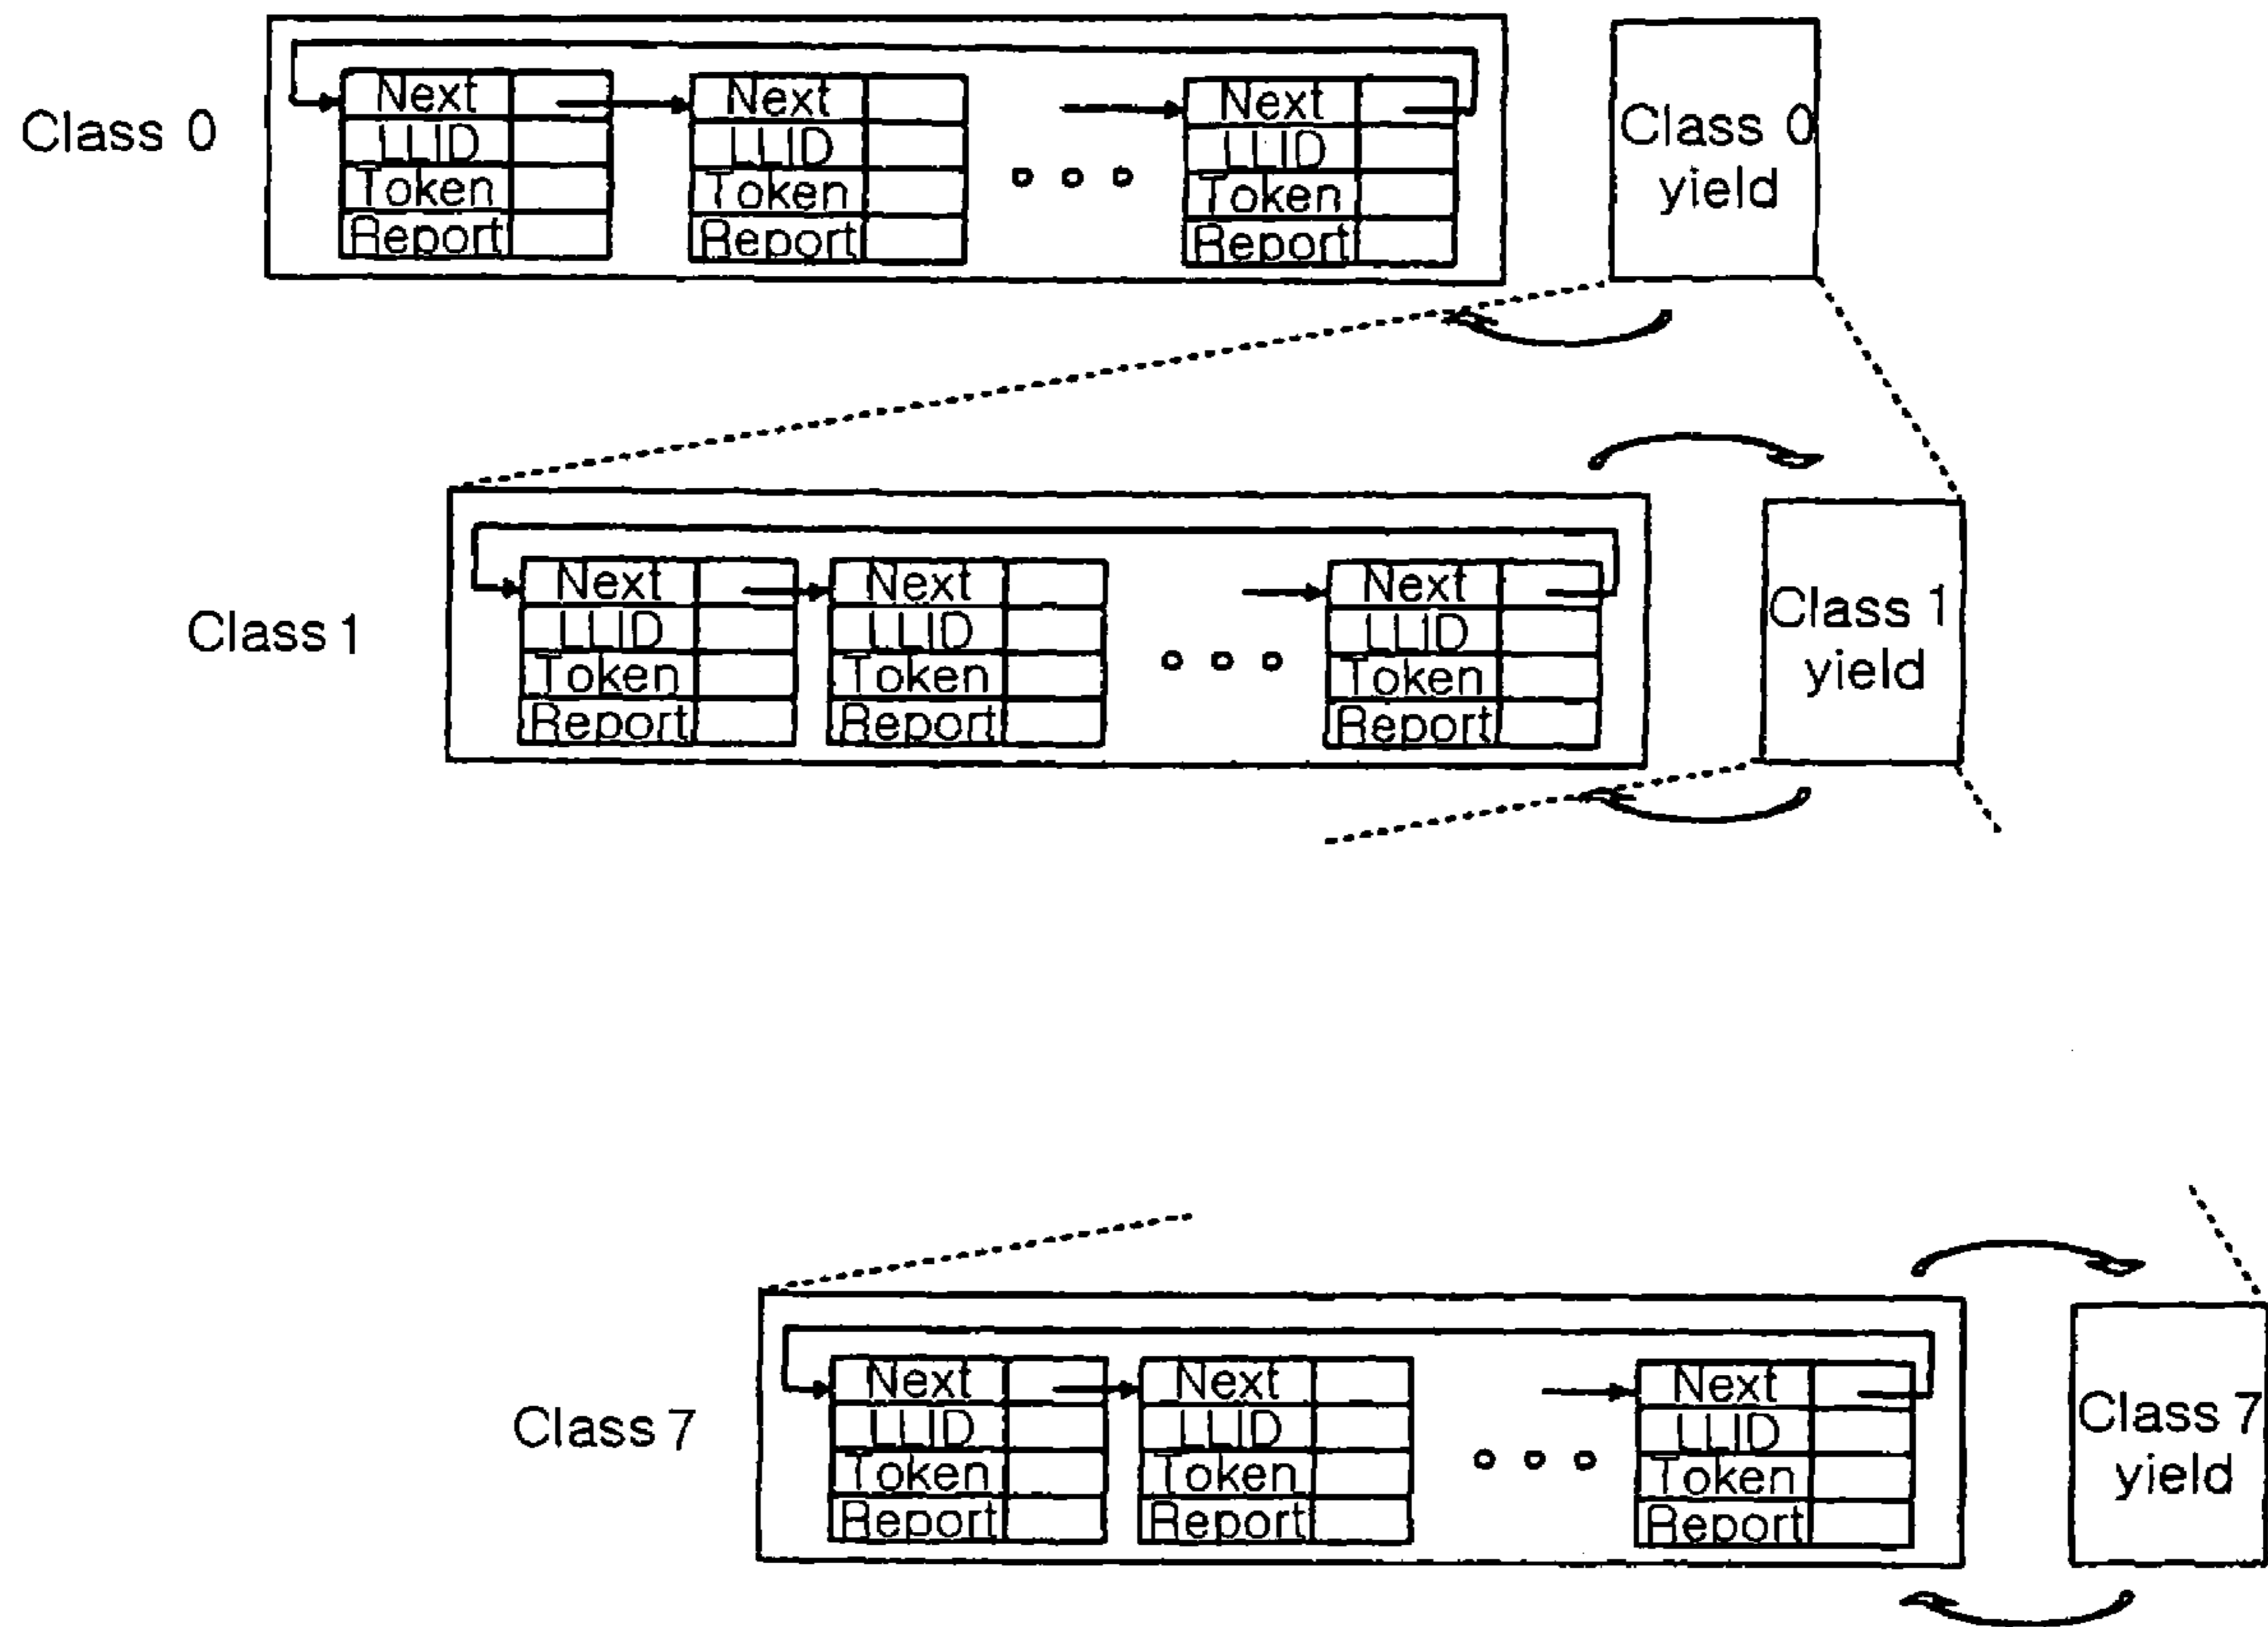 Class 0
Next
LLID
Token
Report
Next
LLID
Token
Report
Next
LLID
Token
Report
Class 0
yield
Class 1
Next
LLID
Token
Report
Next
LLID
Token
Report
Next
LLID
Token
Report
Class 1
yield
Class 7
Next
LLID
Token
Report
Next
LLID
Token
Report
Next
LLID
Token
Report
Class 7
yield